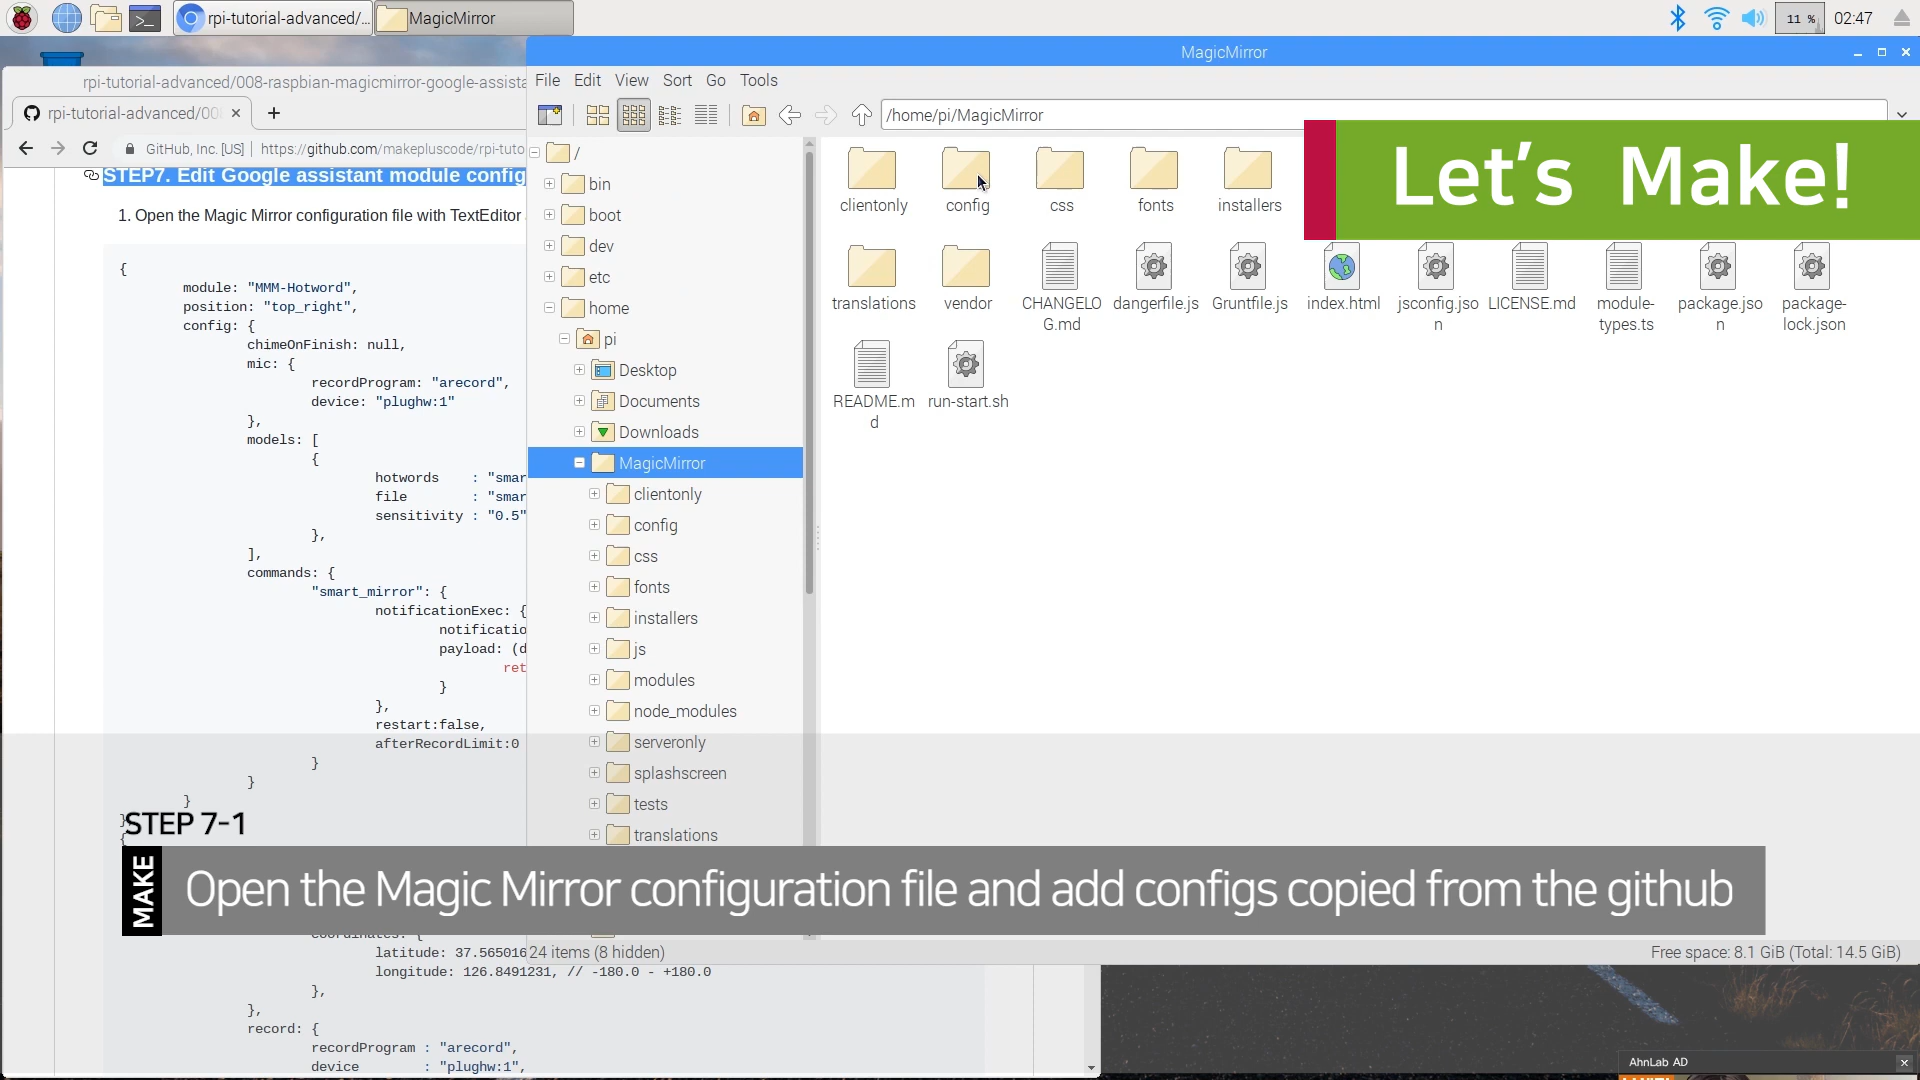 rpi-tutorial-advanced/...
MagicMirror
11 %
02:47
MagicMirror
rpi-tutorial-advanced/008-raspbian-magicmirror-google-assista
File Edit View Sort Go Tools
rpi-tutorial-advanced/00
/home/pi/MagicMirror
GitHub, Inc. [US] | https://github.com/makepluscode/rpi-tuto
Let's Make!
STEP7. Edit Google assistant module config
1. Open the Magic Mirror configuration file with TextEditor
{
module: "MMM-Hotword",
position: "top_right",
config: {
chimeOnFinish: null,
mic: {
recordProgram: "arecord",
device: "plughw:1"
},
models: [
{
hotwords : "smar
file : "smar
sensitivity : "0.5"
},
],
commands: {
"smart_mirror": {
notificationExec: {
notificatio
payload: (d
ret
}
},
restart:false,
afterRecordLimit:0
}
}
}
},
{
/
bin
boot
dev
etc
home
pi
Desktop
Documents
Downloads
MagicMirror
clientonly
config
css
fonts
installers
js
modules
node_modules
serveronly
splashscreen
tests
translations
clientonly config css fonts installers
translations vendor CHANGELO
G.md dangerfile.js Gruntfile.js index.html jsconfig.jso
n LICENSE.md module-
types.ts package.jso
n package-
lock.json
README.m
d run-start.sh
STEP 7-1
MAKE
Open the Magic Mirror configuration file and add configs copied from the github
coordinates: {
latitude: 37.565016
longitude: 126.8491231, // -180.0 - +180.0
},
},
record: {
recordProgram : "arecord",
device : "plughw:1",
24 items (8 hidden)
Free space: 8.1 GiB (Total: 14.5 GiB)
AhnLab AD